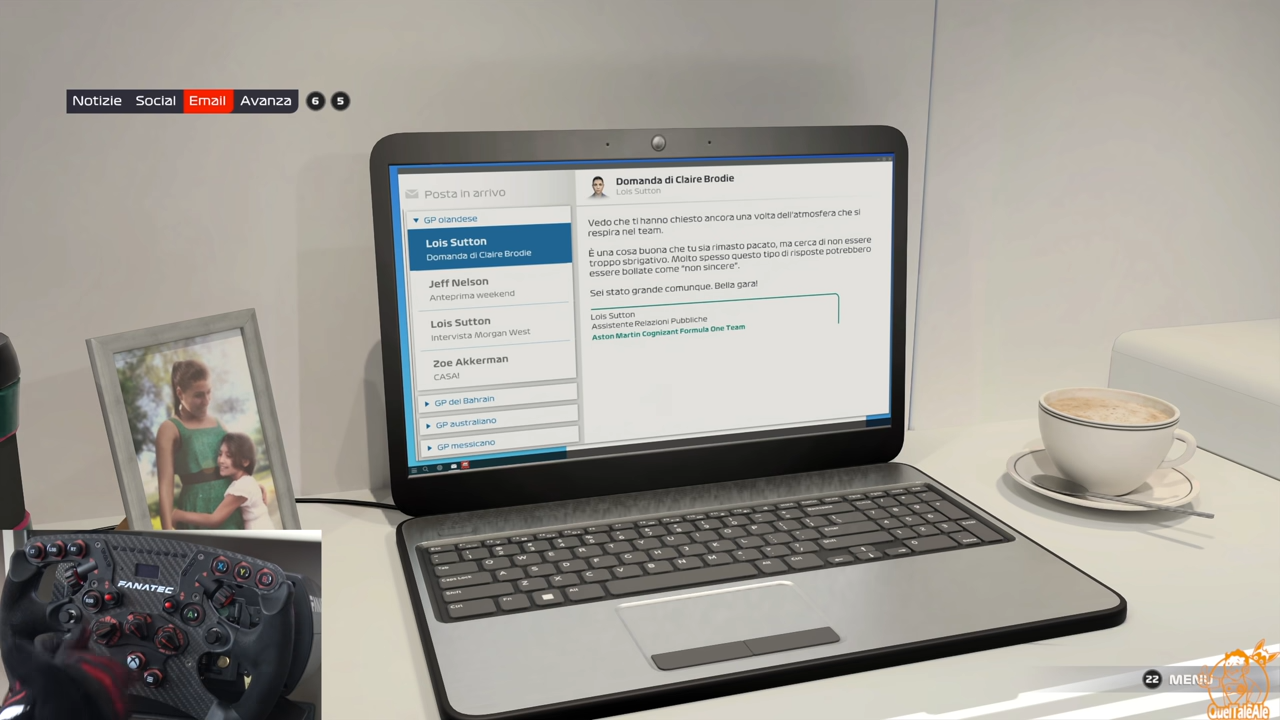 Notizie Social Email Avanza 6 5
Posta in arrivo
GP olandese
Lois Sutton
Domanda di Claire Brodie
Jeff Nelson
Anteprima weekend
Lois Sutton
Intervista Morgan West
Zoe Akkerman
CASA!
GP del Bahrain
GP australiano
GP messicano
Domanda di Claire Brodie
Lois Sutton
Vedo che ti hanno chiesto ancora una volta dell'atmosfera che si
respira nel team.
È una cosa buona che tu sia rimasto pacato, ma cerca di non essere
troppo sbrigativo. Molto spesso questo tipo di risposte potrebbero
essere bollate come "non sincere".
Sei stato grande comunque. Bella gara!
Lois Sutton
Assistente Relazioni Pubbliche
Aston Martin Cognizant Formula One Team
FANATEC
X
Y
B
A
22 MENU
QuelTaleAle